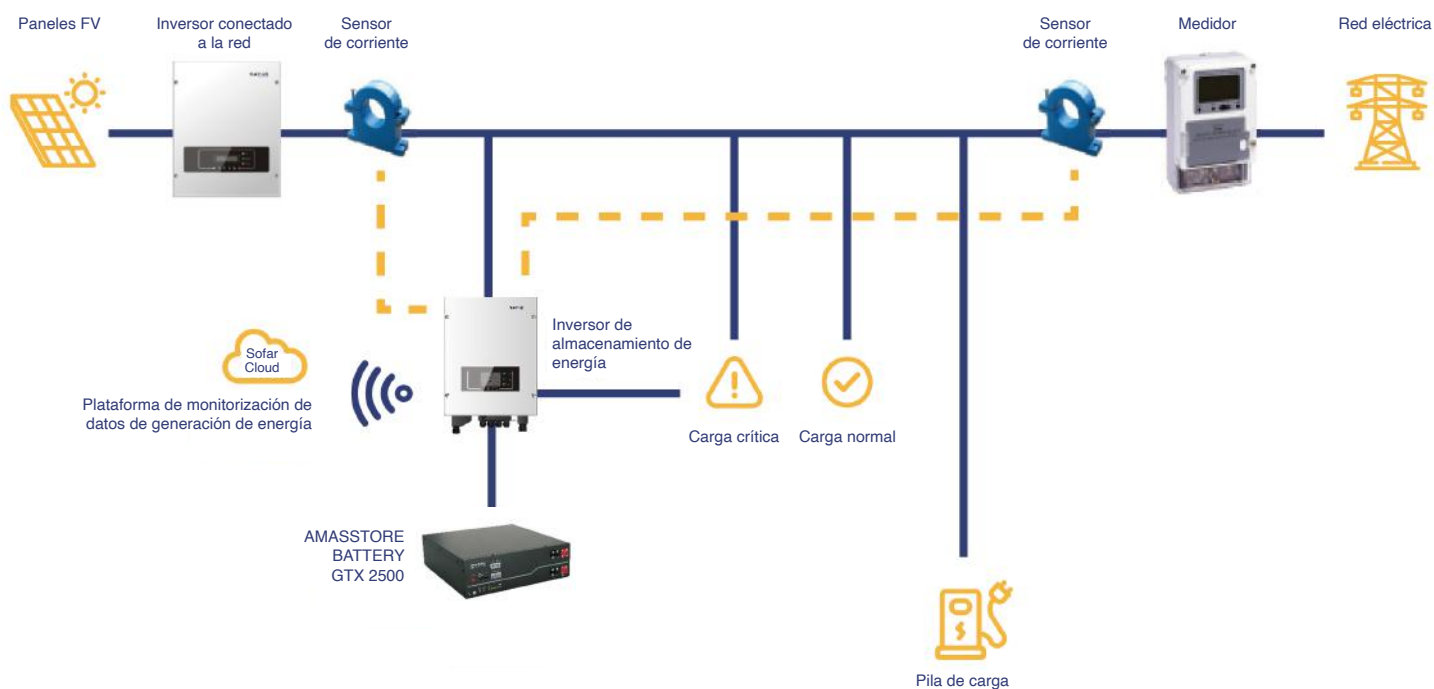 Paneles FV
Inversor conectado
a la red
Sensor
de corriente
Sensor
de corriente
Medidor
Red eléctrica
Inversor de
almacenamiento de
energía
Sofar
Cloud
Plataforma de monitorización de
datos de generación de energía
Carga crítica
Carga normal
AMASSTORE
BATTERY
GTX 2500
Pila de carga